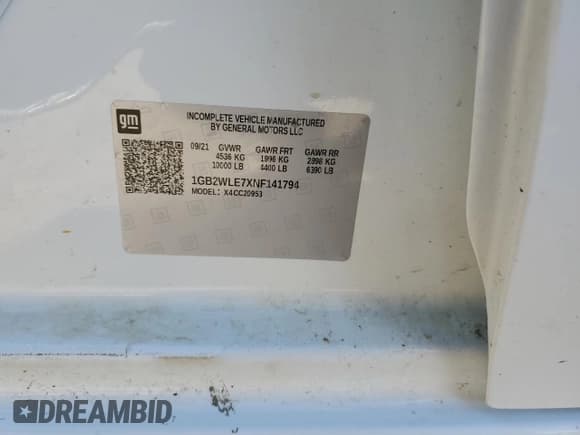 gm
INCOMPLETE VEHICLE MANUFACTURED
BY GENERAL MOTORS LLC
09/21 GVWR GAWR FRT GAWR RR
4536 KG 1996 KG 2898 KG
10000 LB 4400 LB 6390 LB
1GB2WLE7XNF141794
MODEL: X4CC20953
DREAMBID